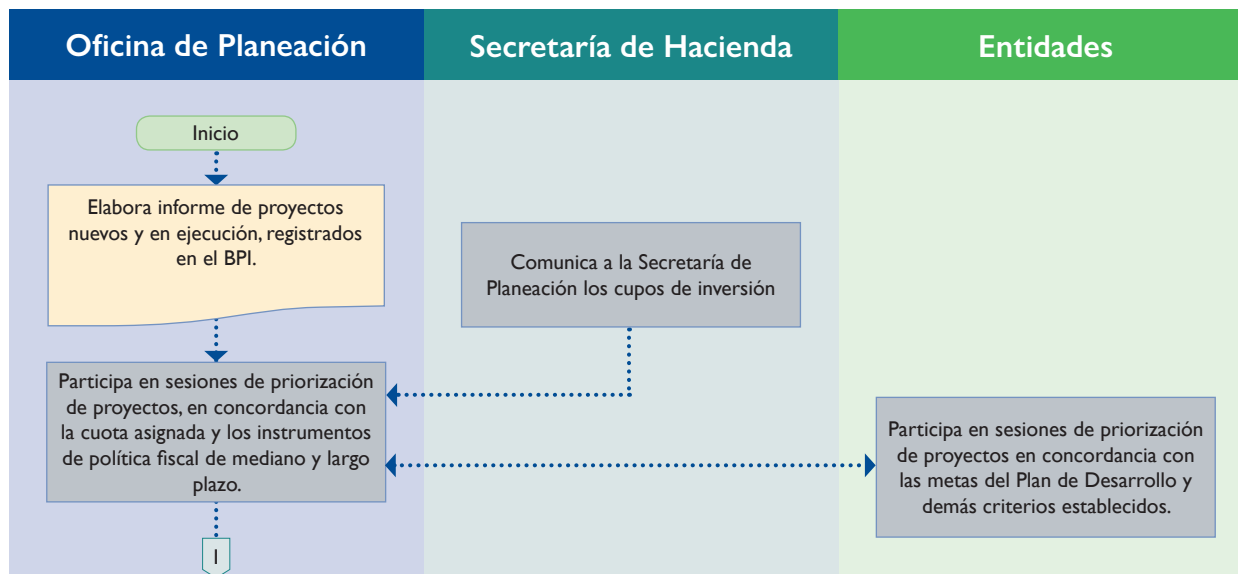 Oficina de Planeación
Secretaría de Hacienda
Entidades
Inicio
Elabora informe de proyectos
nuevos y en ejecución, registrados
en el BPI.
Comunica a la Secretaría de
Planeación los cupos de inversión
Participa en sesiones de priorización
de proyectos, en concordancia con
la cuota asignada y los instrumentos
de política fiscal de mediano y largo
plazo.
Participa en sesiones de priorización
de proyectos en concordancia con
las metas del Plan de Desarrollo y
demás criterios establecidos.
1